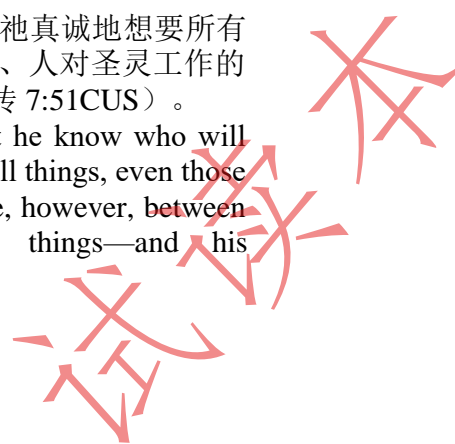 祂真诚地想要所有
、人对圣灵工作的
7:51CUS）。
he know who will
ll things, even those
, however, between
things—and his
试读本